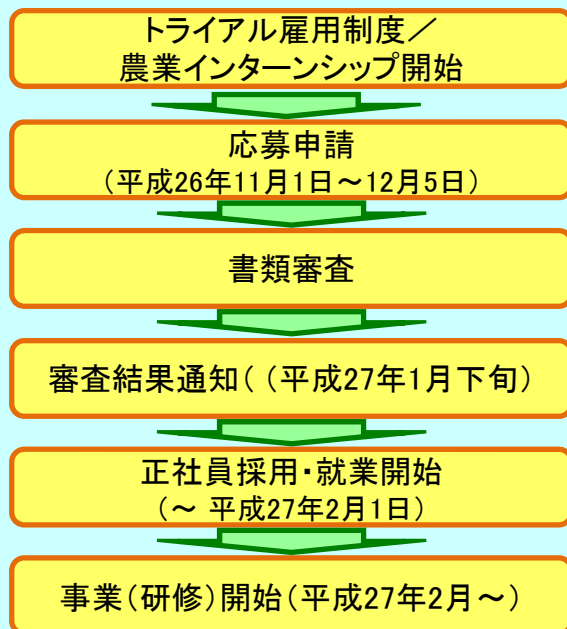 トライアル雇用制度／
農業インターンシップ開始
応募申請
（平成26年11月1日～12月5日）
書類審査
審査結果通知（（平成27年1月下旬）
正社員採用・就業開始
（～ 平成27年2月1日）
事業（研修）開始（平成27年2月～）